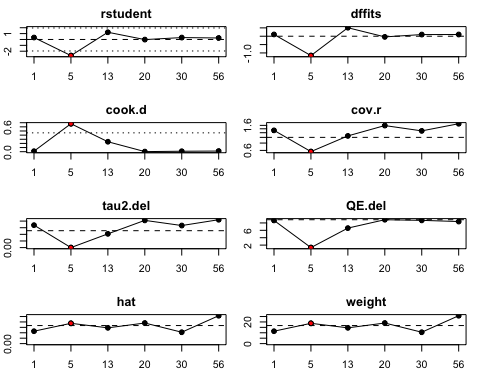 rstudent
1
-2
1 5 13 20 30 56
dffits
-1.0
1 5 13 20 30 56
cook.d
0.6
0.0
1 5 13 20 30 56
cov.r
1.6
0.6
1 5 13 20 30 56
tau2.del
0.00
1 5 13 20 30 56
QE.del
6
2
1 5 13 20 30 56
hat
0.00
1 5 13 20 30 56
weight
20
0
1 5 13 20 30 56